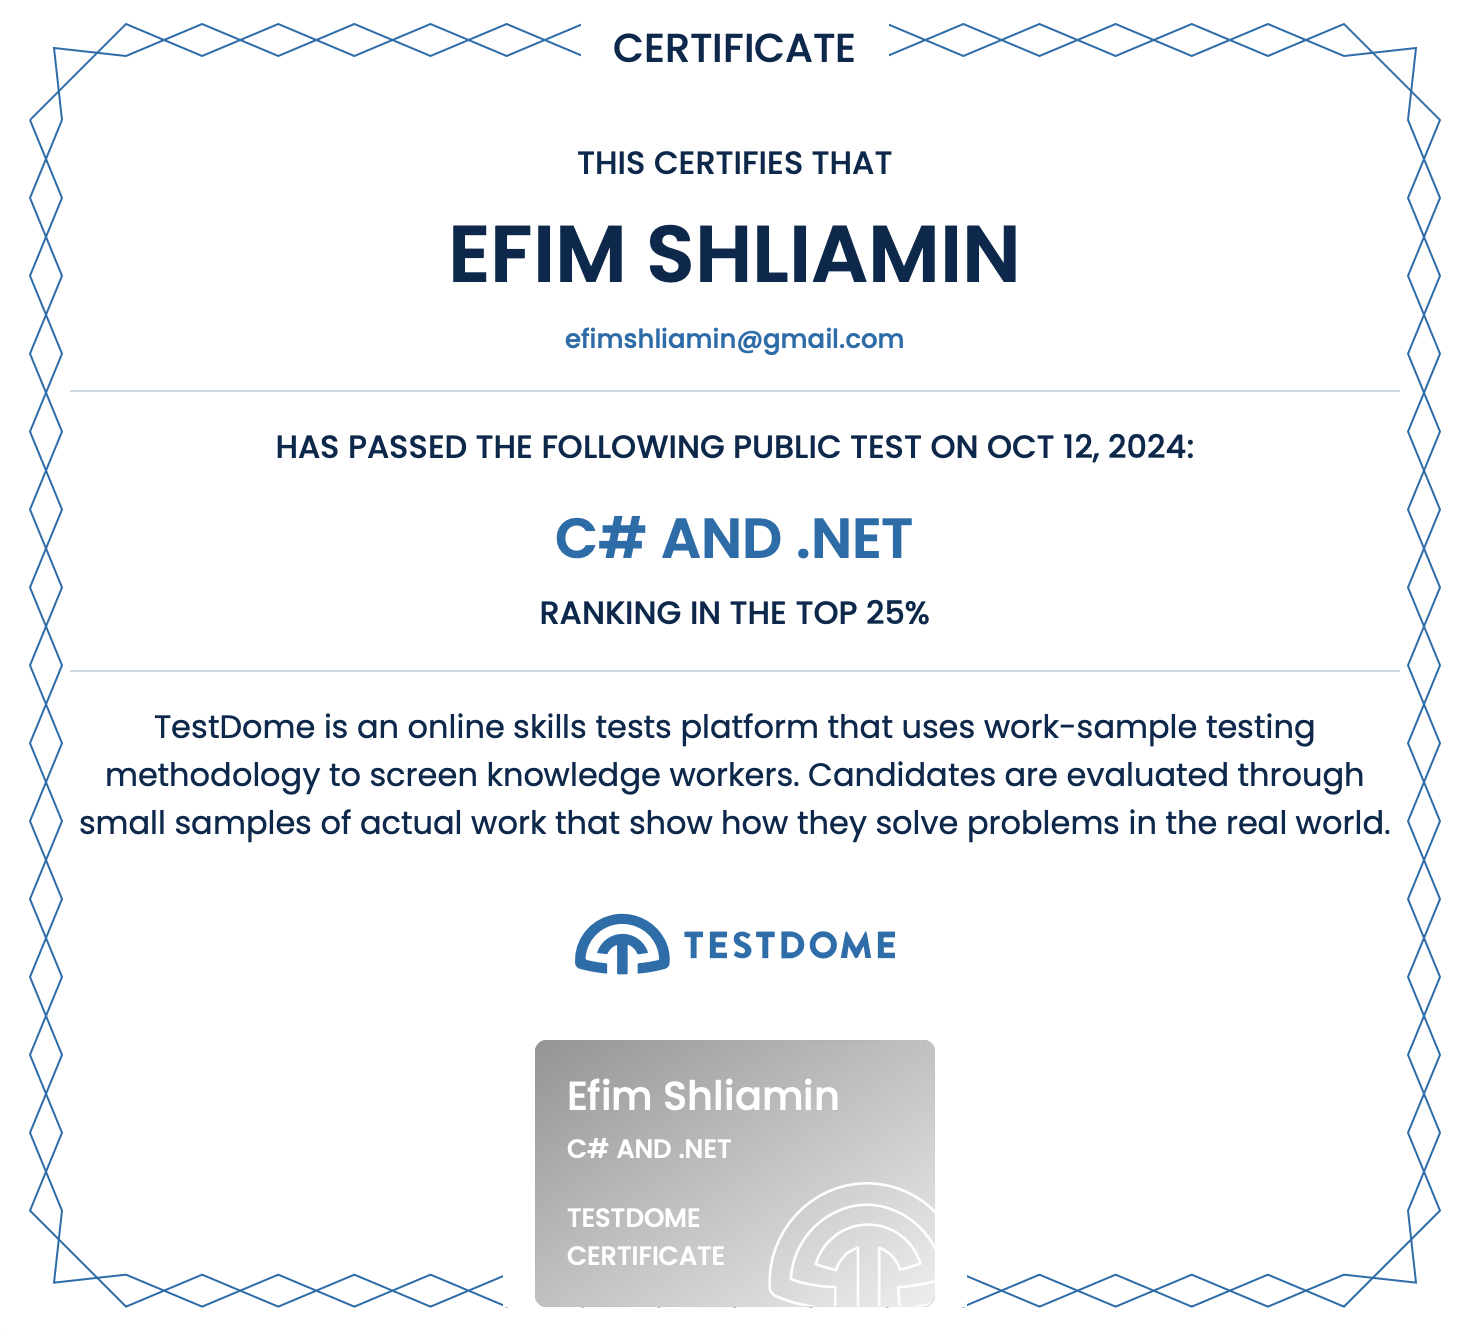 CERTIFICATE
THIS CERTIFIES THAT
EFIM SHLIAMIN
efimshliamin@gmail.com
HAS PASSED THE FOLLOWING PUBLIC TEST ON OCT 12, 2024:
C# AND .NET
RANKING IN THE TOP 25%
TestDome is an online skills tests platform that uses work-sample testing
methodology to screen knowledge workers. Candidates are evaluated through
small samples of actual work that show how they solve problems in the real world.
TESTDOME
Efim Shliamin
C# AND .NET
TESTDOME
CERTIFICATE